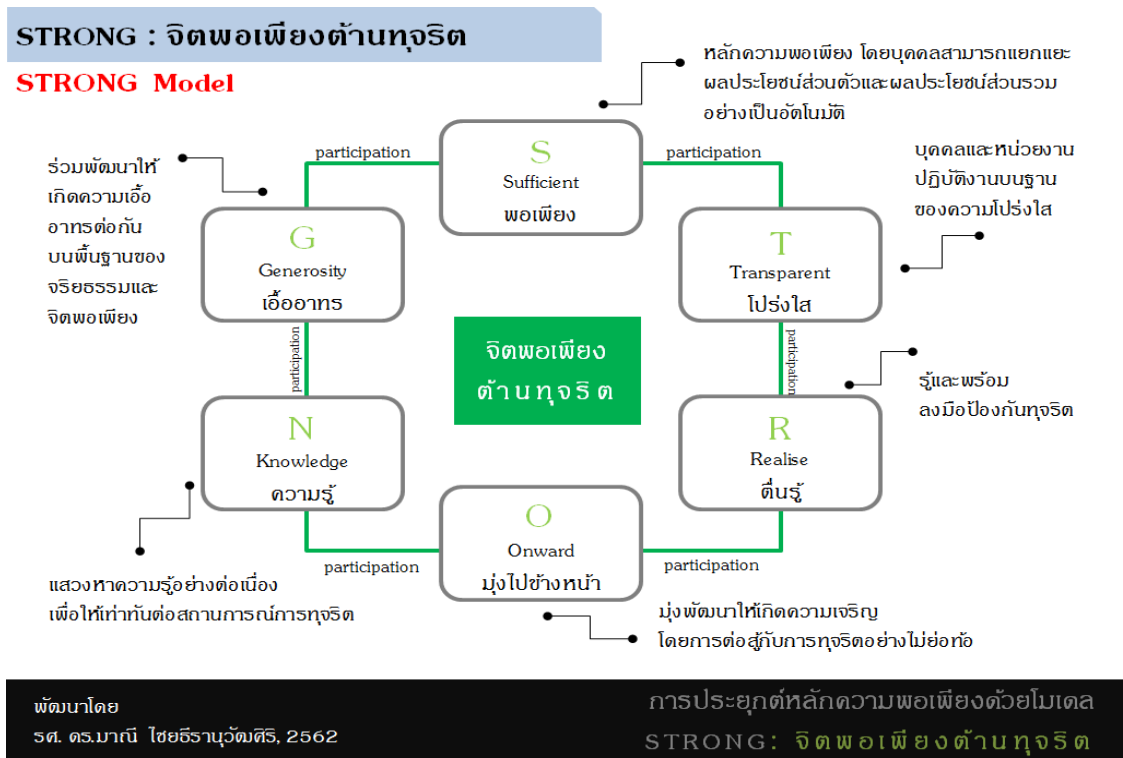 STRONG : จิตพอเพียงต้านทุจริต
STRONG Model
หลักความพอเพียง โดยบุคคลสามารถแยกแยะ
ผลประโยชน์ส่วนตัวและผลประโยชน์ส่วนรวม
อย่างเป็นอัตโนมัติ
participation
S
Sufficient
พอเพียง
participation
บุคคลและหน่วยงาน
ปฏิบัติงานบนฐาน
ของความโปร่งใส
ร่วมพัฒนาให้
เกิดความเอื้อ
อาทรต่อกัน
บนพื้นฐานของ
จริยธรรมและ
จิตพอเพียง
G
Generosity
เอื้ออาทร
T
Transparent
โปร่งใส
participation
จิตพอเพียง
ต้านทุจริต
participation
รู้และพร้อม
ลงมือป้องกันทุจริต
N
Knowledge
ความรู้
R
Realise
ตื่นรู้
O
Onward
มุ่งไปข้างหน้า
participation
participation
แสวงหาความรู้อย่างต่อเนื่อง
เพื่อให้เท่าทันต่อสถานการณ์การทุจริต
มุ่งพัฒนาให้เกิดความเจริญ
โดยการต่อสู้กับการทุจริตอย่างไม่ย่อท้อ
พัฒนาโดย
รศ. ดร.มาณี ไชยธีรานุวัฒศิริ, 2562
การประยุกต์หลักความพอเพียงด้วยโมเดล
STRONG: จิตพอเพียงต้านทุจริต